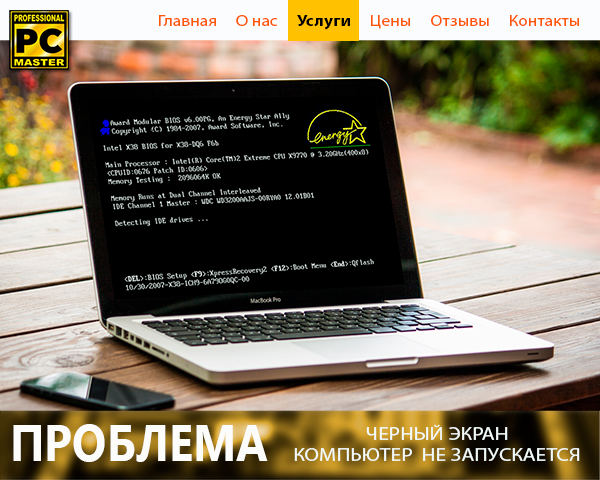 PROFESSIONAL
PC
MASTER
Главная О нас Услуги Цены Отзывы Контакты
Award Modular BIOS v6.00PG, An Energy Star Ally
Copyright (C) 1984-2007, Award Software, Inc.
energy
Intel X38 BIOS for X38-DQ6 F6b
Main Processor : Intel(R) Core(TM)2 Extreme CPU X9770 @ 3.20GHz(400x8)
<CPUID:0676 Patch ID:0606>
Memory Testing : 2096064K OK
Memory Runs at Dual Channel Interleaved
IDE Channel 1 Master : WDC WD3200AAJS-00RYA0 12.01B01
Detecting IDE drives ...
<DEL>:BIOS Setup <F9>:XpressRecovery2 <F12>:Boot Menu <End>:Qflash
10/30/2007-X38-ICH9-6A790G0QC-00
MacBook Pro
ПРОБЛЕМА
ЧЕРНЫЙ ЭКРАН
КОМПЬЮТЕР НЕ ЗАПУСКАЕТСЯ